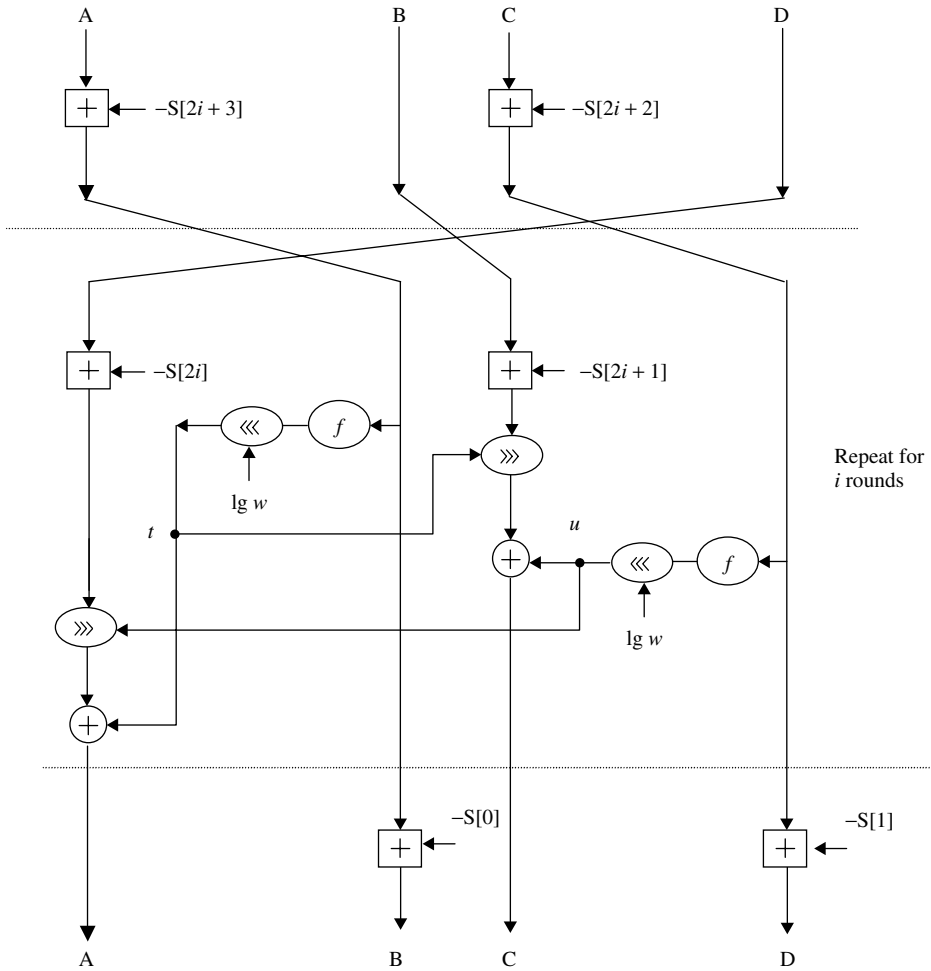 A
B
C
D
+
–S[2i + 3]
+
–S[2i + 2]
+
–S[2i]
+
–S[2i + 1]
<<<
f
>>>
lg w
Repeat for
i rounds
t
u
+
<<<
f
>>>
lg w
+
–S[0]
+
–S[1]
+
A
B
C
D